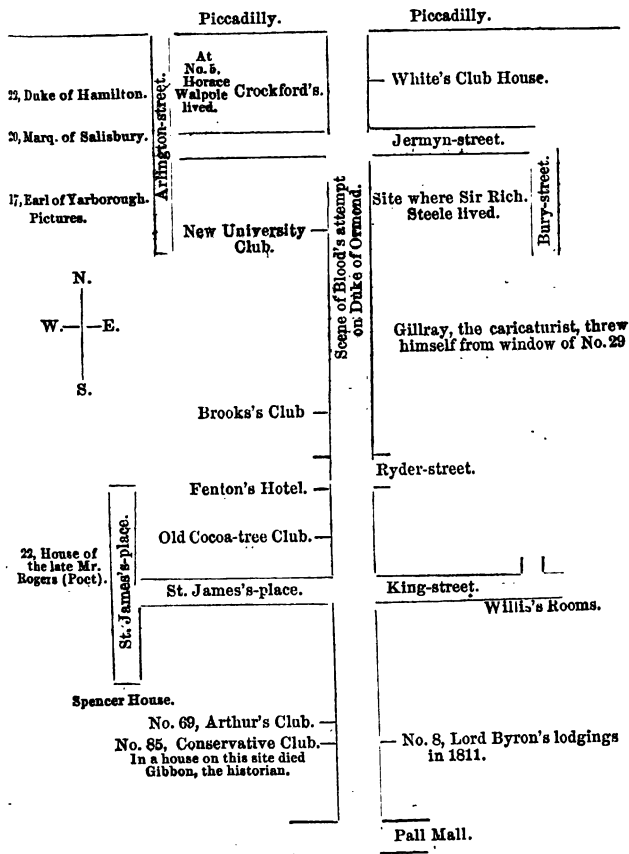 Piccadilly.
Piccadilly.
At
No. 5,
Horace
Walpole
lived.
Crockford's.
White's Club House.
22, Duke of Hamilton.
20, Marq. of Salisbury.
Arlington-street.
Jermyn-street.
17, Earl of Yarborough.
Pictures.
New University
Club.
Scene of Blood's attempt
on Duke of Ormond.
Site where Sir Rich.
Steele lived.
Bury-street.
N.
W.
E.
S.
Gillray, the caricaturist, threw
himself from window of No. 29
Brooks's Club
Ryder-street.
Fenton's Hotel.
Old Cocoa-tree Club.
22, House of
the late Mr.
Rogers (Poet).
St. James's-place.
St. James's-place.
King-street.
Willis's Rooms.
Spencer House.
No. 69, Arthur's Club.
No. 85, Conservative Club.
In a house on this site died
Gibbon, the historian.
No. 8, Lord Byron's lodgings
in 1811.
Pall Mall.